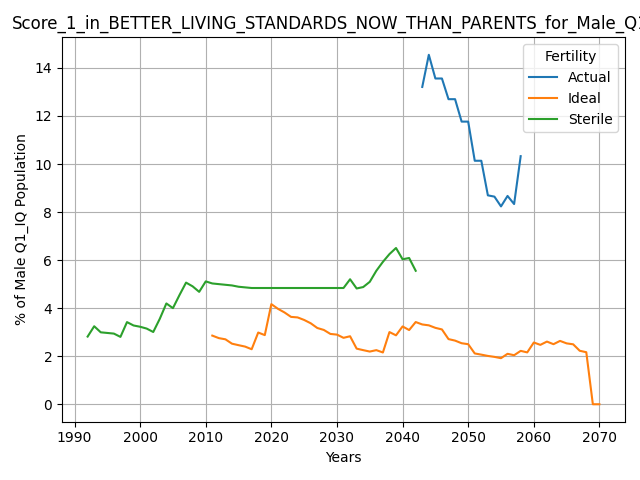 Score_1_in_BETTER_LIVING_STANDARDS_NOW_THAN_PARENTS_for_Male_Q1
Fertility
Actual
Ideal
Sterile
% of Male Q1_IQ Population
14
12
10
8
6
4
2
0
1990 2000 2010 2020 2030 2040 2050 2060 2070
Years